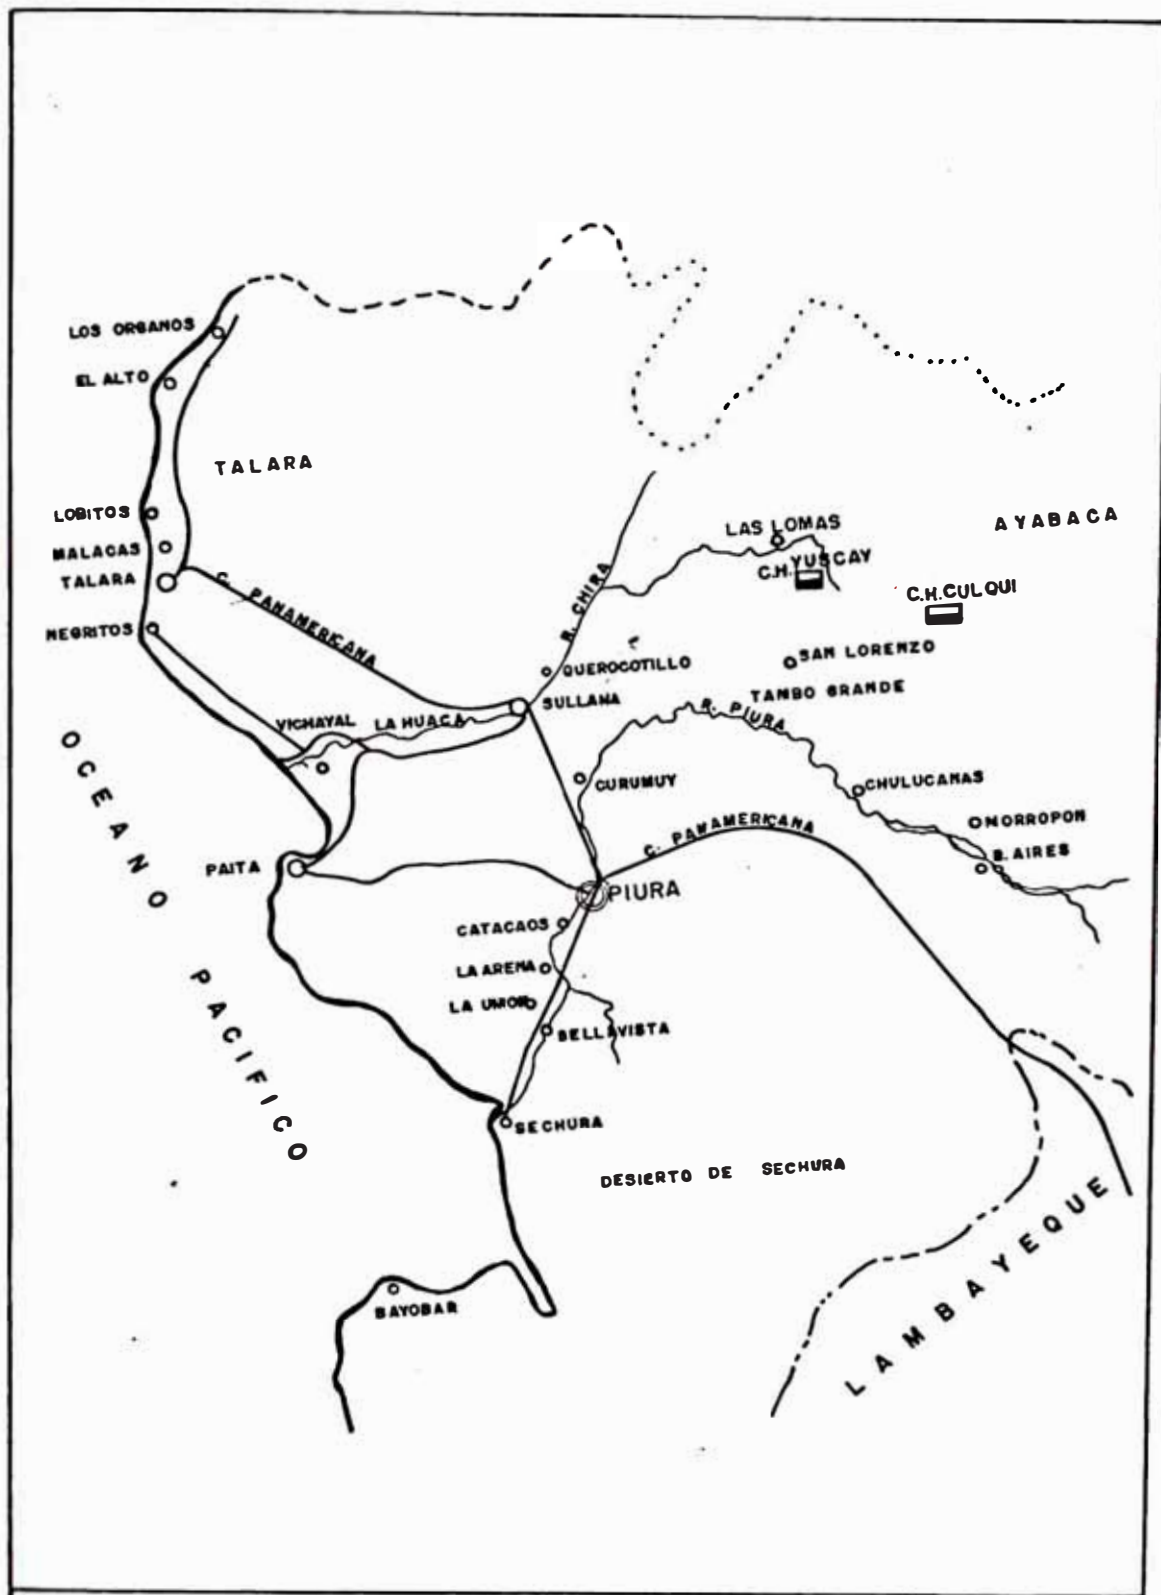 LOS ORGANOS
EL ALTO
TALARA
LOBITOS
MALACAS
TALARA
NEGRITOS
C. PANAMERICANA
R. CHIRA
LAS LOMAS
C.H. YUSCAY
AYABACA
C.H. CULQUI
SAN LORENZO
QUEROCOTILLO
SULLANA
TAMBO GRANDE
R. PIURA
VICHAYAL
LA HUACA
CURUMUY
CHULUCANAS
MORROPON
B. AIRES
C. PANAMERICANA
PAITA
PIURA
CATACAOS
LA ARENA
LA UNION
BELLAVISTA
SECHURA
OCEANO PACIFICO
DESIERTO DE SECHURA
BAYOBAR
LAMBAYEQUE